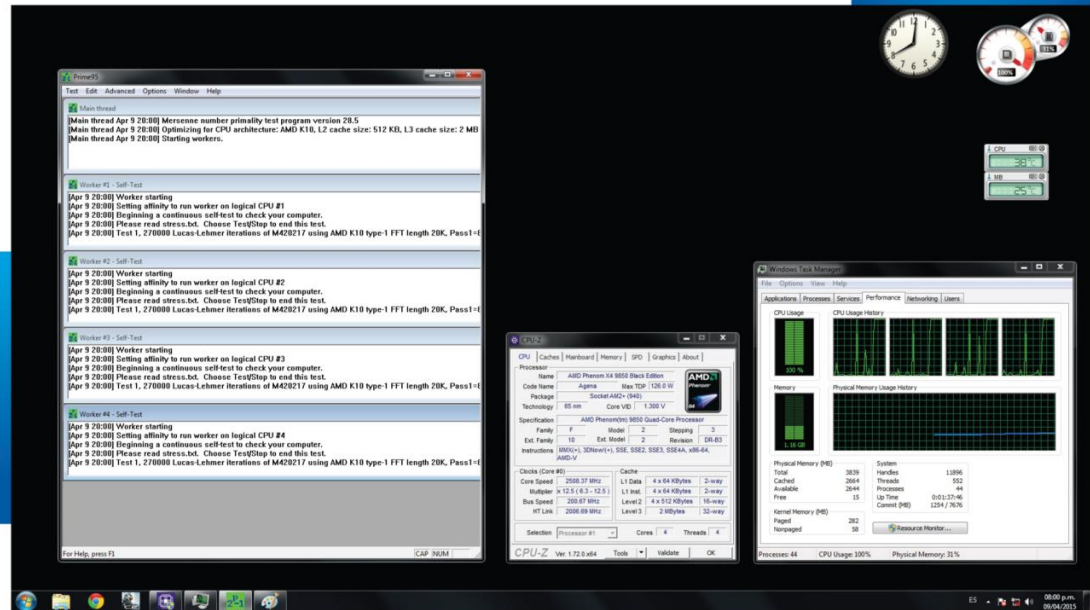 Prime95
Test Edit Advanced Options Window Help
Main thread
[Main thread Apr 9 20:00] Mersenne number primality test program version 28.5
[Main thread Apr 9 20:00] Optimizing for CPU architecture: AMD K10, L2 cache size: 512 KB, L3 cache size: 2 MB
[Main thread Apr 9 20:00] Starting workers.
Worker #1 - Self-Test
[Apr 9 20:00] Worker starting
[Apr 9 20:00] Setting affinity to run worker on logical CPU #1
[Apr 9 20:00] Beginning a continuous self-test to check your computer.
[Apr 9 20:00] Please read stress.txt. Choose Test/Stop to end this test.
[Apr 9 20:00] Test 1, 270000 Lucas-Lehmer iterations of M420217 using AMD K10 type-1 FFT length 20K, Pass1=
Worker #2 - Self-Test
[Apr 9 20:00] Worker starting
[Apr 9 20:00] Setting affinity to run worker on logical CPU #2
[Apr 9 20:00] Beginning a continuous self-test to check your computer.
[Apr 9 20:00] Please read stress.txt. Choose Test/Stop to end this test.
[Apr 9 20:00] Test 1, 270000 Lucas-Lehmer iterations of M420217 using AMD K10 type-1 FFT length 20K, Pass1=
Worker #3 - Self-Test
[Apr 9 20:00] Worker starting
[Apr 9 20:00] Setting affinity to run worker on logical CPU #3
[Apr 9 20:00] Beginning a continuous self-test to check your computer.
[Apr 9 20:00] Please read stress.txt. Choose Test/Stop to end this test.
[Apr 9 20:00] Test 1, 270000 Lucas-Lehmer iterations of M420217 using AMD K10 type-1 FFT length 20K, Pass1=
Worker #4 - Self-Test
[Apr 9 20:00] Worker starting
[Apr 9 20:00] Setting affinity to run worker on logical CPU #4
[Apr 9 20:00] Beginning a continuous self-test to check your computer.
[Apr 9 20:00] Please read stress.txt. Choose Test/Stop to end this test.
[Apr 9 20:00] Test 1, 270000 Lucas-Lehmer iterations of M420217 using AMD K10 type-1 FFT length 20K, Pass1=
For Help, press F1 CAP NUM
12 1 2 3 4 5 6 7 8 9 10 11
100% 31%
CPU
38°C
MB
25°C
CPU-Z
CPU Caches Mainboard Memory SPD Graphics About
Processor
Name AMD Phenom X4 9850 Black Edition
Code Name Agena Max TDP 126.0 W
Package Socket AM2+ (940)
Technology 65 nm Core VID 1.300 V
AMD Phenom 64
Specification AMD Phenom(tm) 9850 Quad-Core Processor
Family F Model 2 Stepping 3
Ext. Family 10 Ext. Model 2 Revision DR-B3
Instructions MMX(+), 3DNow!(+), SSE, SSE2, SSE3, SSE4A, x86-64,
AMD-V
Clocks (Core #0) Cache
Core Speed 2508.37 MHz L1 Data 4 x 64 KBytes 2-way
Multiplier x 12.5 ( 6.3 - 12.5 ) L1 Inst. 4 x 64 KBytes 2-way
Bus Speed 200.67 MHz Level 2 4 x 512 KBytes 16-way
HT Link 2006.69 MHz Level 3 2 MBytes 32-way
Selection Processor #1 Cores 4 Threads 4
CPU-Z Ver. 1.72.0.x64 Tools Validate OK
Windows Task Manager
File Options View Help
Applications Processes Services Performance Networking Users
CPU Usage CPU Usage History
100 %
Memory Physical Memory Usage History
1.16 GB
Physical Memory (MB) System
Total 3839 Handles 11896
Cached 2664 Threads 552
Available 2644 Processes 44
Free 15 Up Time 0:01:37:46
Commit (MB) 1254 / 7676
Kernel Memory (MB)
Paged 282
Nonpaged 58
Resource Monitor...
Processes: 44 CPU Usage: 100% Physical Memory: 31%
ES 08:00 p.m.
09/04/2015